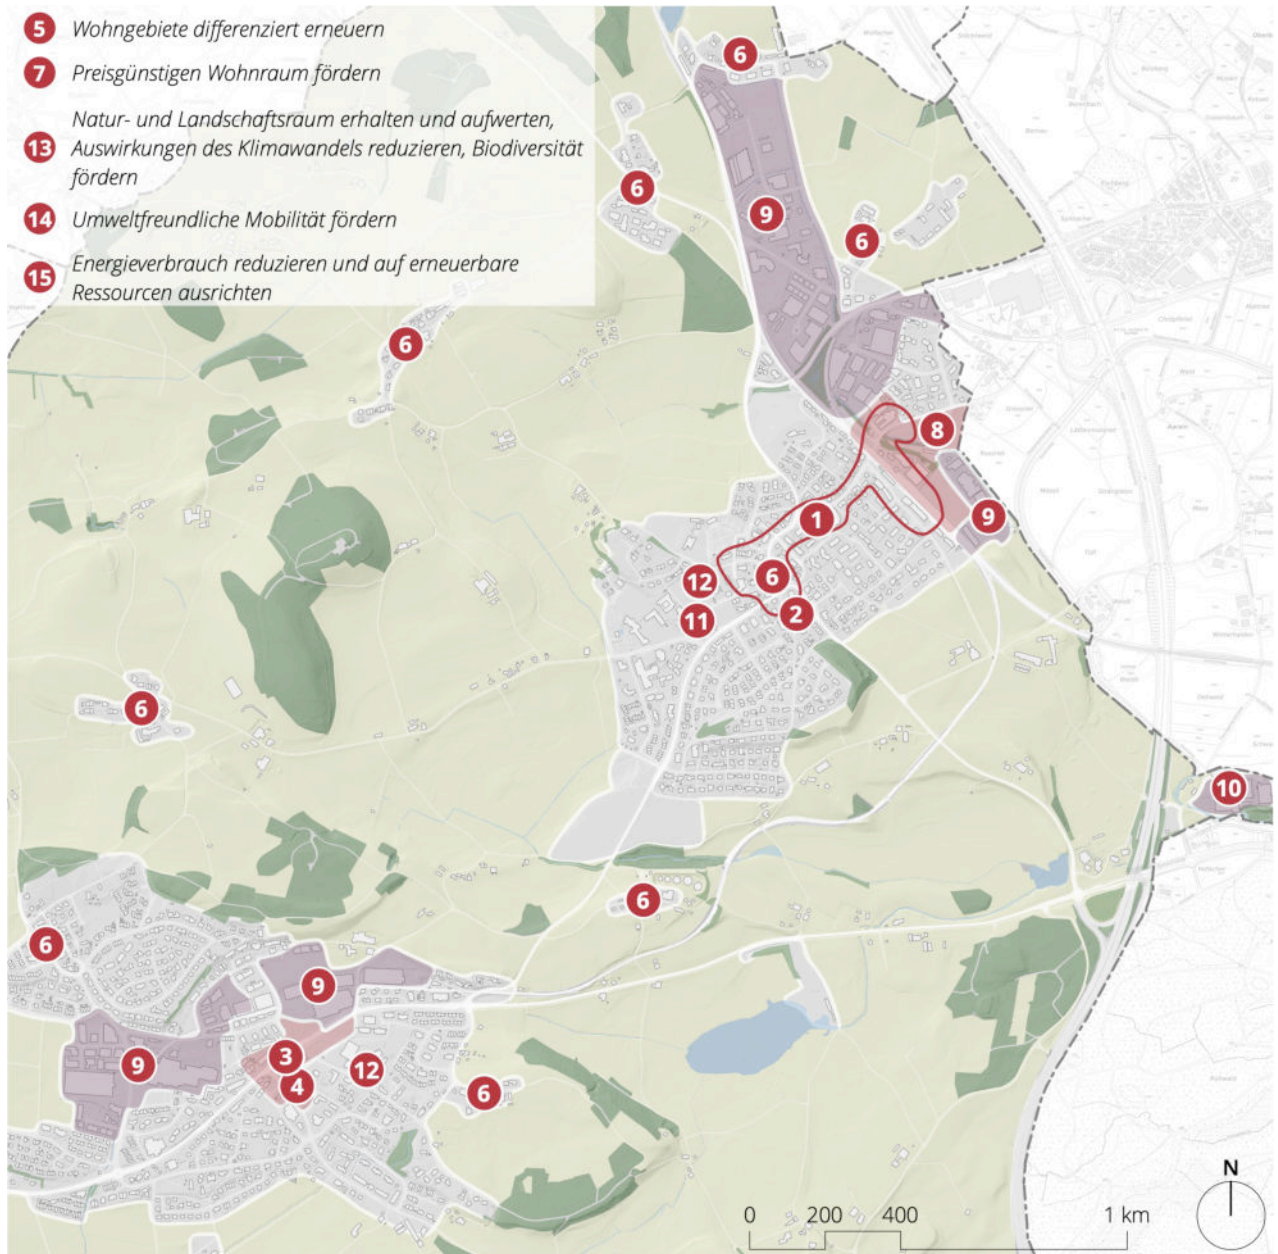 5 Wohngebiete differenziert erneuern
7 Preisgünstigen Wohnraum fördern
Natur- und Landschaftsraum erhalten und aufwerten,
13 Auswirkungen des Klimawandels reduzieren, Biodiversität
fördern
14 Umweltfreundliche Mobilität fördern
Energieverbrauch reduzieren und auf erneuerbare
15 Ressourcen ausrichten
6
6
9
6
6
8
1
9
6
12
11
2
6
10
6
6
9
3
9
12
4
6
N
0 200 400 1 km